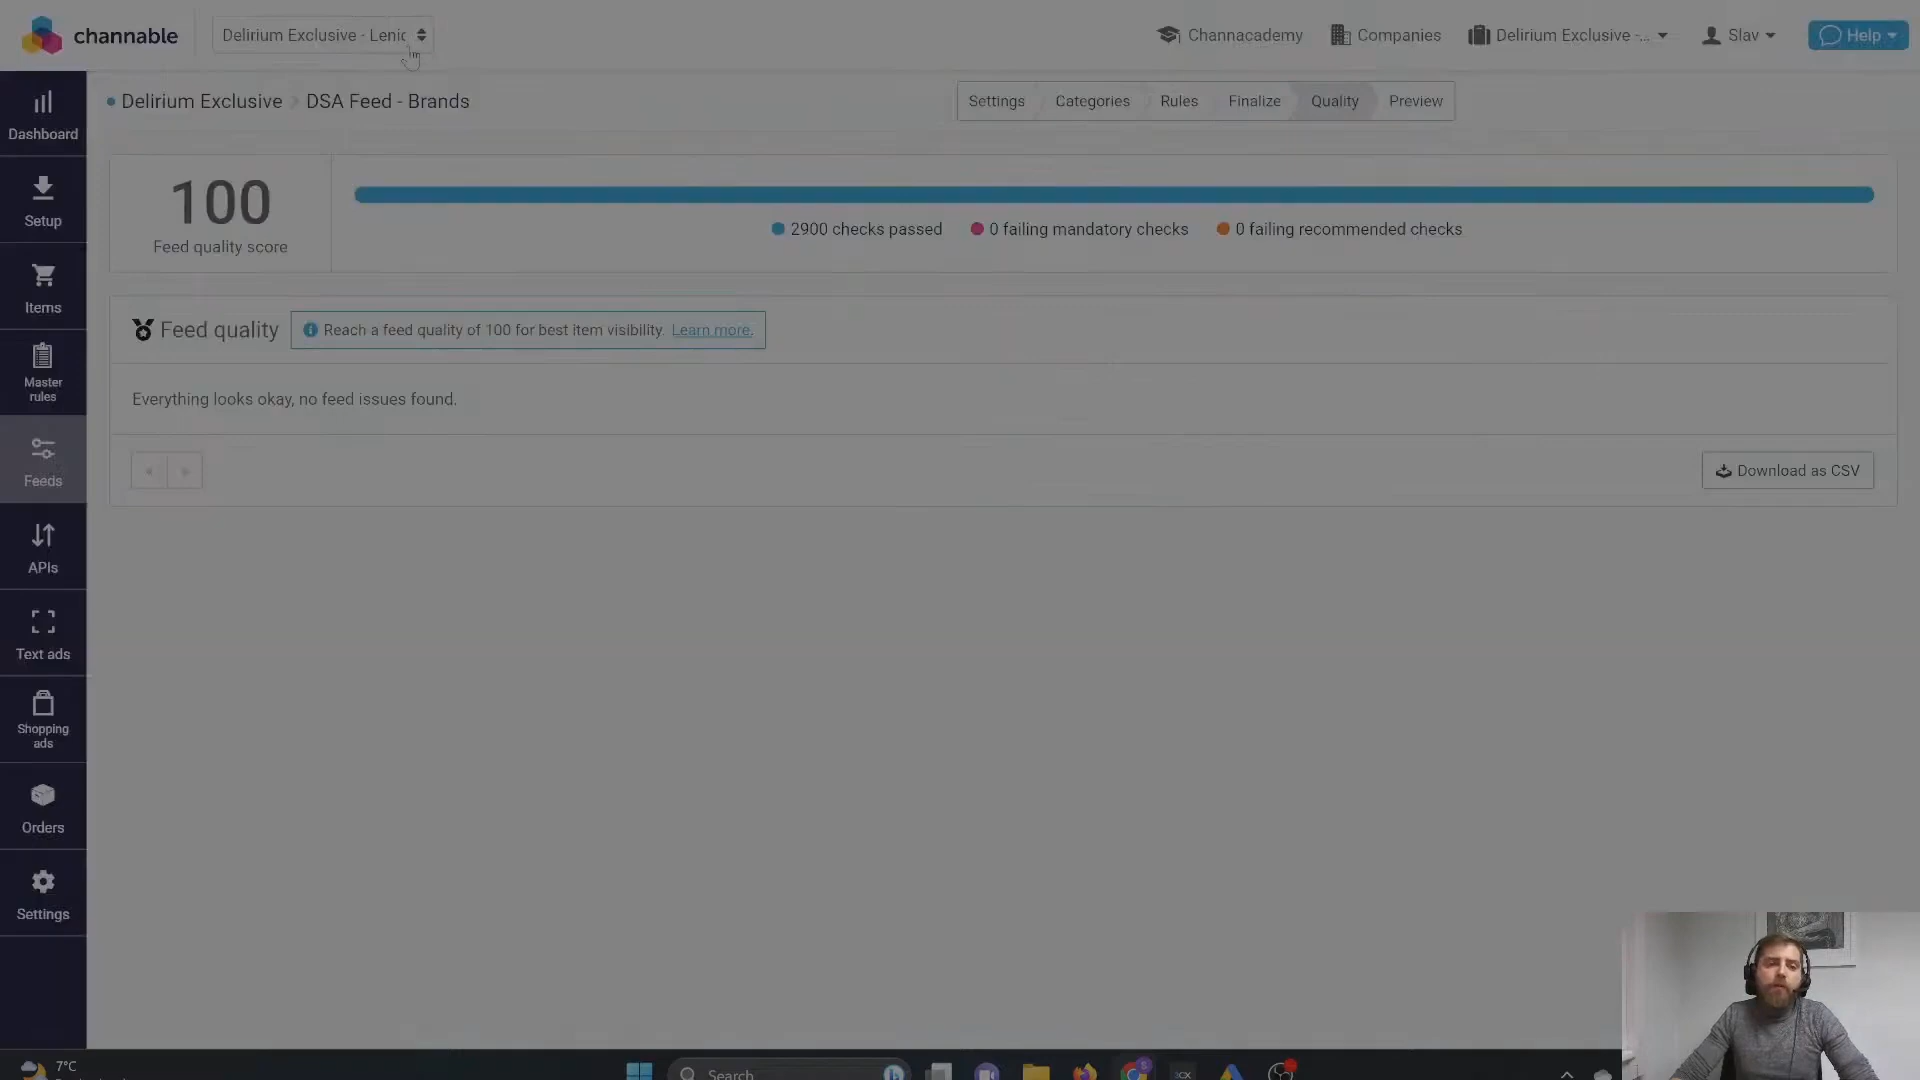 channable
Delirium Exclusive - Lenic
Channacademy
Companies
Delirium Exclusive -...
Slav
Help
Delirium Exclusive
DSA Feed - Brands
Settings
Categories
Rules
Finalize
Quality
Preview
Dashboard
Setup
Items
Master
rules
Feeds
APIs
Text ads
Shopping
ads
Orders
Settings
100
Feed quality score
2900 checks passed
0 failing mandatory checks
0 failing recommended checks
Feed quality
Reach a feed quality of 100 for best item visibility. Learn more.
Everything looks okay, no feed issues found.
« »
Download as CSV
7°C
Search